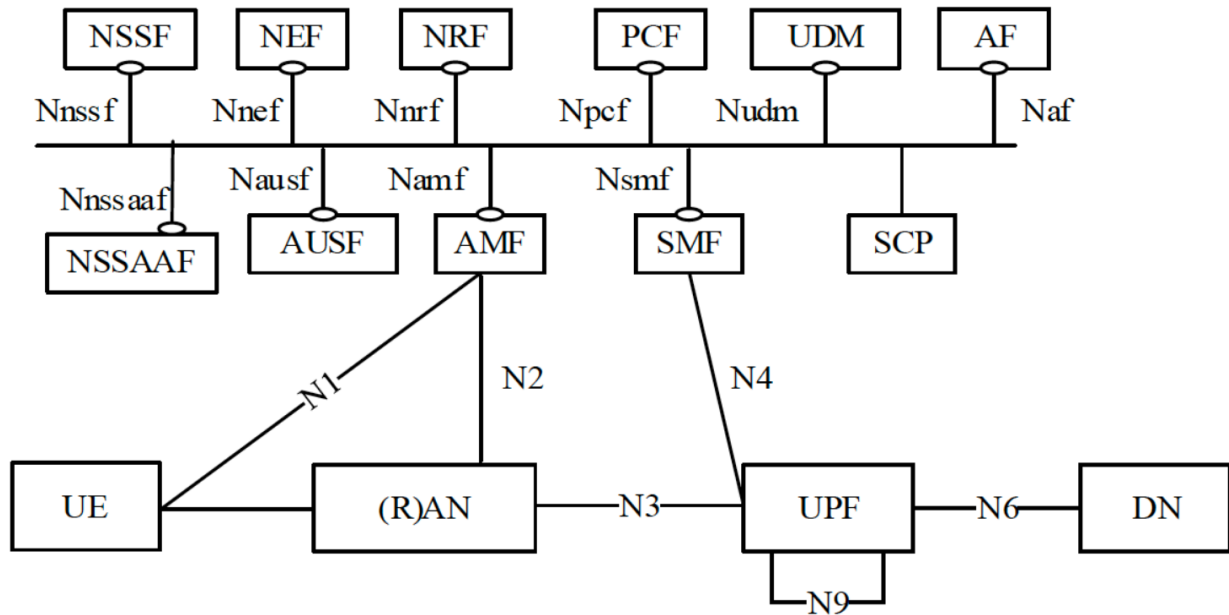 NSSF NEF NRF PCF UDM AF
Nnssf Nnef Nnrf Npcf Nudm Naf
Nnssaaf Nausf Namf Nsmf
NSSAAF AUSF AMF SMF SCP
N1 N2 N4
UE (R)AN N3 UPF N6 DN
N9